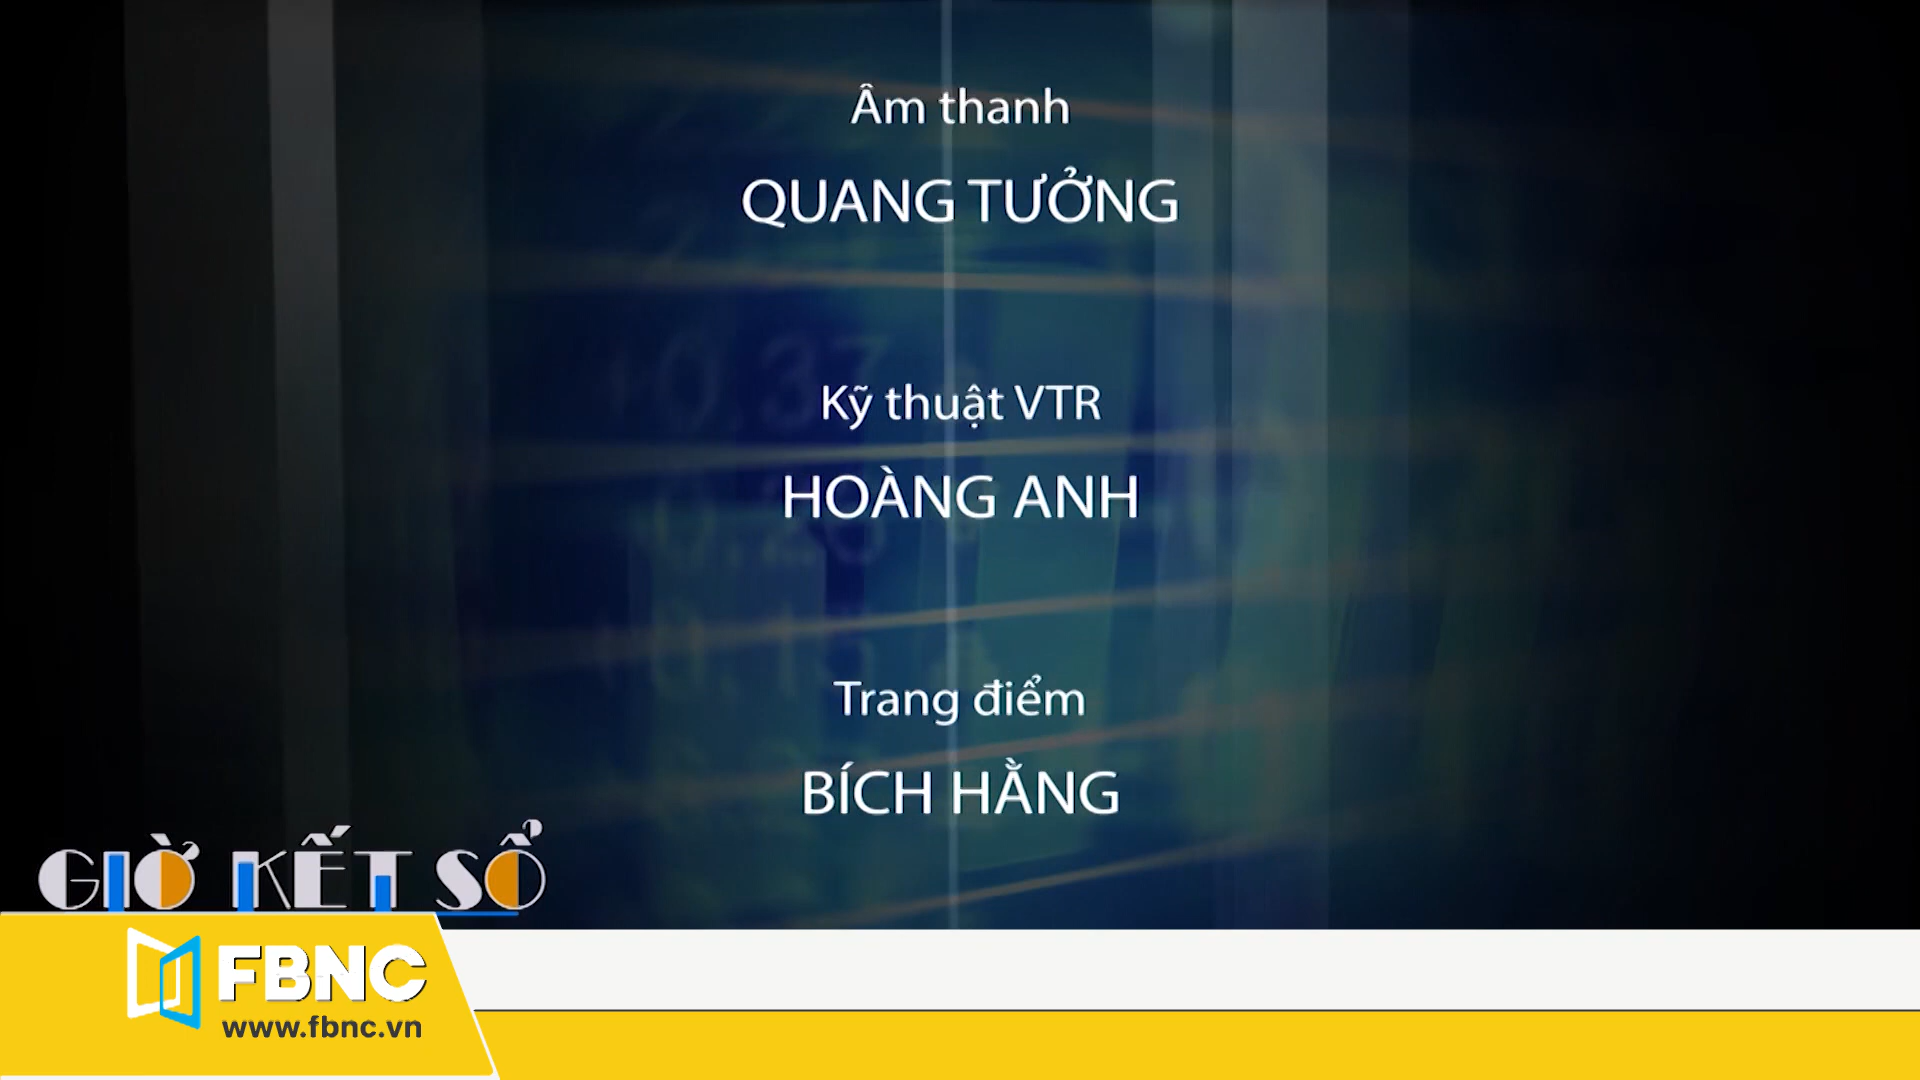 Âm thanh
QUANG TƯỞNG
Kỹ thuật VTR
HOÀNG ANH
Trang điểm
BÍCH HẰNG
GIỜ KẾT SỔ
FBNC
www.fbnc.vn